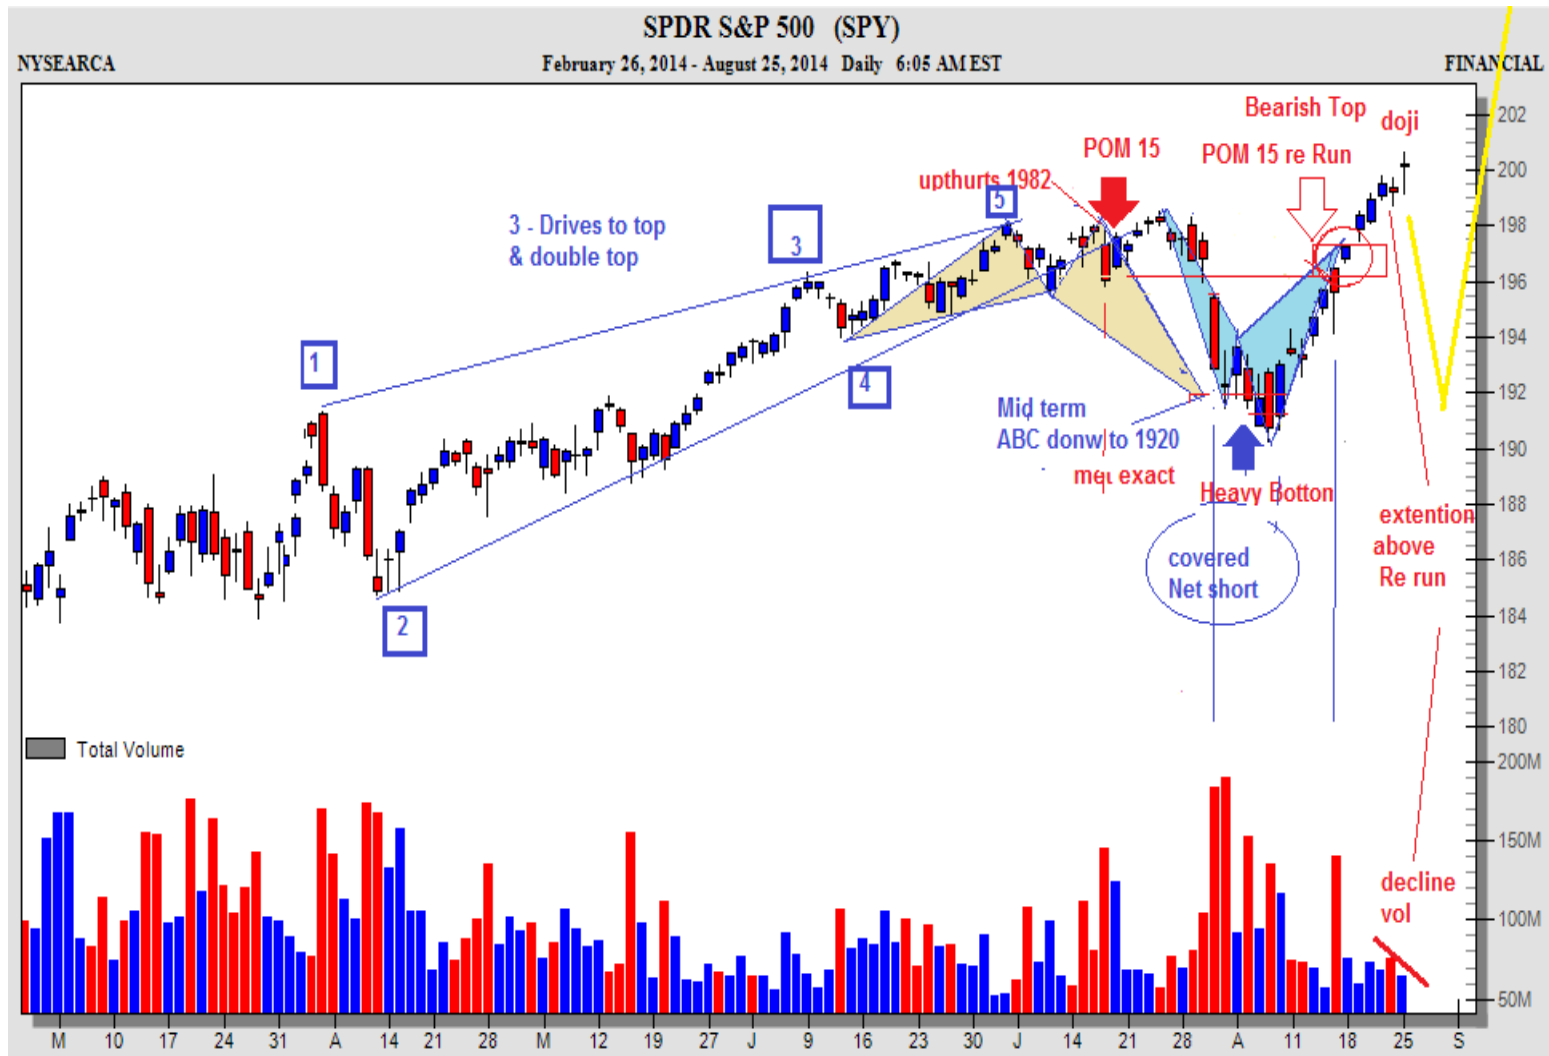 SPDR S&P 500 (SPY)
NYSEARCA
February 26, 2014 - August 25, 2014 Daily 6:05 AM EST
FINANCIAL
Bearish Top
doji
POM 15
POM 15 re Run
upthurts 1982
3 - Drives to top
& double top
1
2
3
4
5
Mid term
ABC donw to 1920
met exact
Heavy Botton
covered
Net short
extention
above
Re run
decline
vol
202
200
198
196
194
192
190
188
186
184
182
180
Total Volume
200M
150M
100M
50M
M 10 17 24 31 A 14 21 28 M 12 19 27 J 9 16 23 30 J 14 21 28 A 11 18 25 S